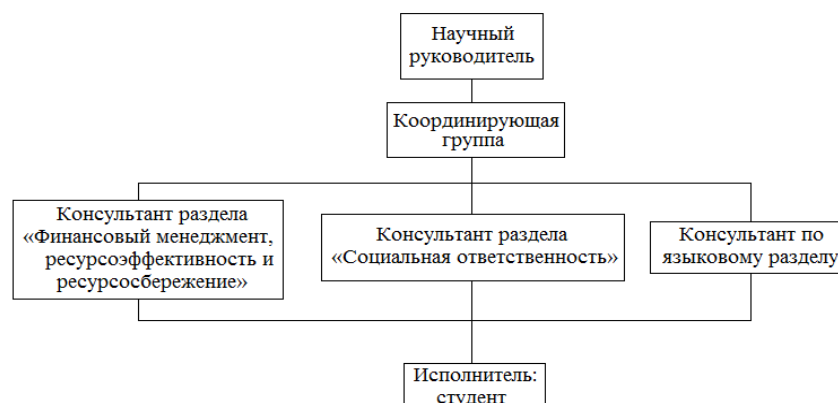 Научный
руководитель
Координирующая
группа
Консультант раздела
«Финансовый менеджмент,
ресурсоэффективность и
ресурсосбережение»
Консультант раздела
«Социальная ответственность»
Консультант по
языковому разделу
Исполнитель:
студент